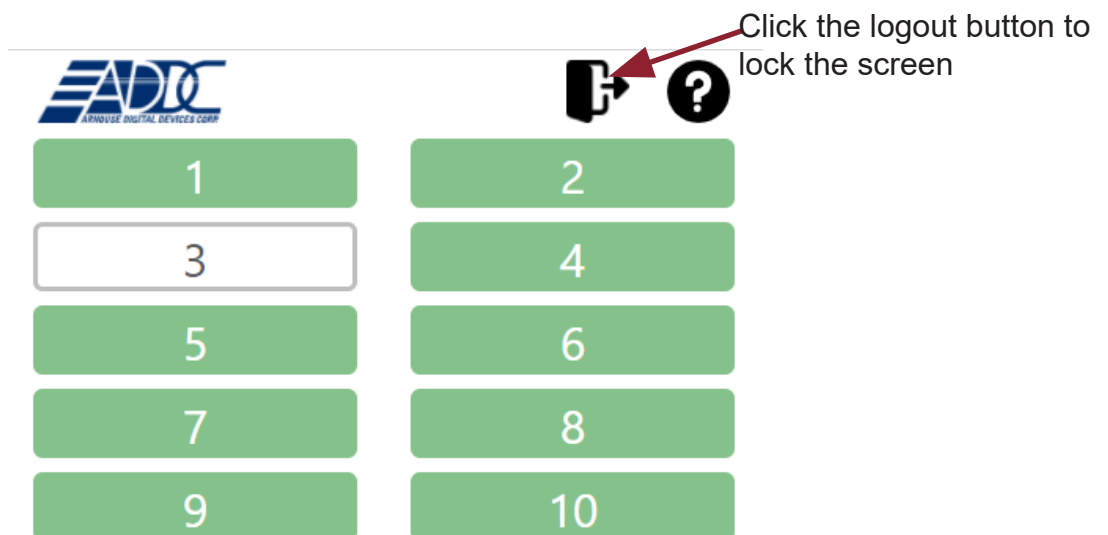 Click the logout button to
lock the screen
ADDC
ARHOUSE DIGITAL DEVICES CORP.
?
1
2
3
4
5
6
7
8
9
10